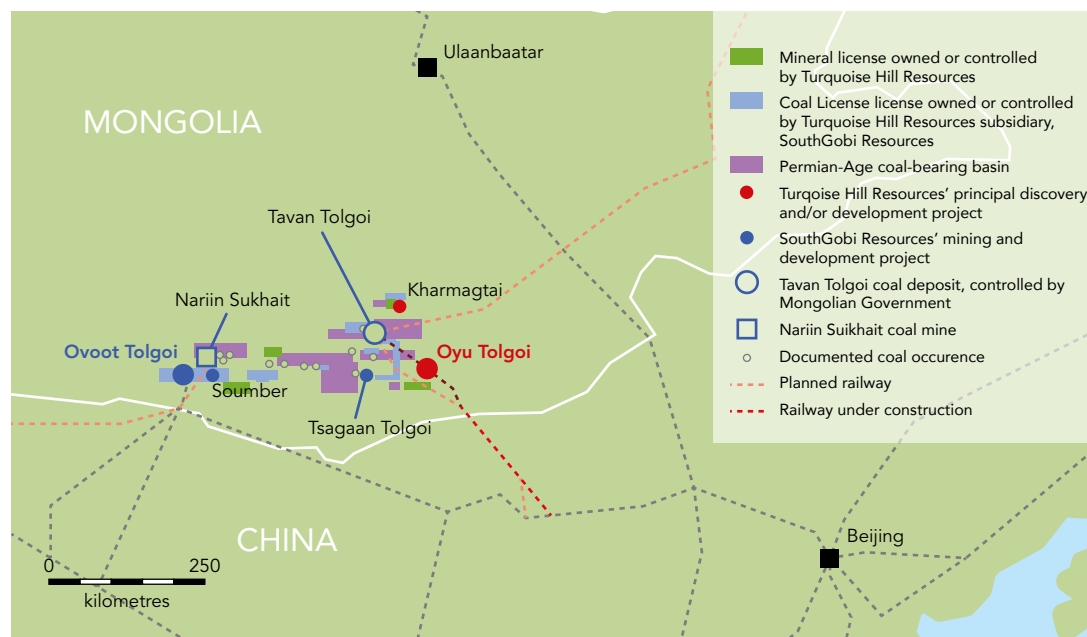 Ulaanbaatar
MONGOLIA
Tavan Tolgoi
Kharmagtai
Nariin Sukhait
Ovoot Tolgoi
Oyu Tolgoi
Soumber
Tsagaan Tolgoi
CHINA
Beijing
0 250
kilometres
Mineral license owned or controlled
by Turquoise Hill Resources
Coal License license owned or controlled
by Turquoise Hill Resources subsidiary,
SouthGobi Resources
Permian-Age coal-bearing basin
Turqoise Hill Resources' principal discovery
and/or development project
SouthGobi Resources' mining and
development project
Tavan Tolgoi coal deposit, controlled by
Mongolian Government
Nariin Suikhait coal mine
Documented coal occurence
Planned railway
Railway under construction